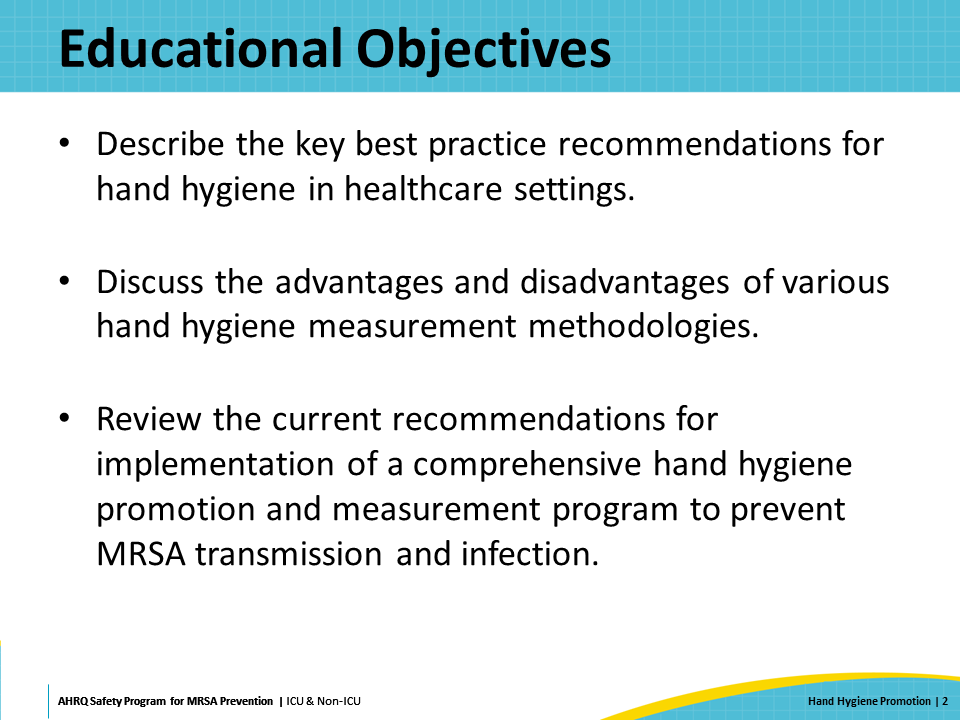 Educational Objectives
• Describe the key best practice recommendations for
hand hygiene in healthcare settings.
• Discuss the advantages and disadvantages of various
hand hygiene measurement methodologies.
• Review the current recommendations for
implementation of a comprehensive hand hygiene
promotion and measurement program to prevent
MRSA transmission and infection.
AHRQ Safety Program for MRSA Prevention | ICU & Non-ICU
Hand Hygiene Promotion | 2